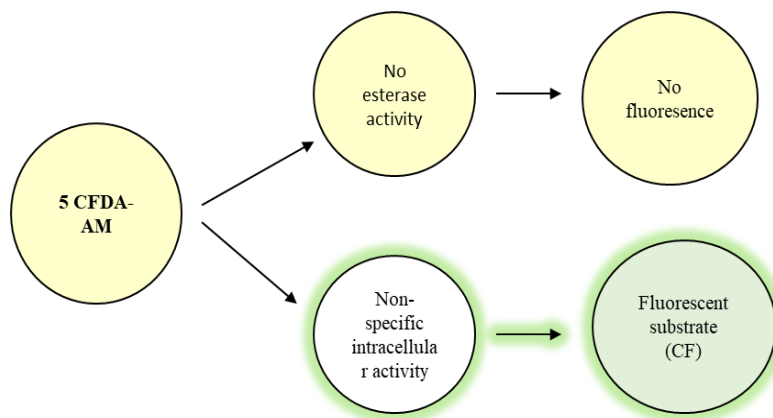 5 CFDA-
AM
No
esterase
activity
No
fluoresence
Non-
specific
intracellula
r activity
Fluorescent
substrate
(CF)